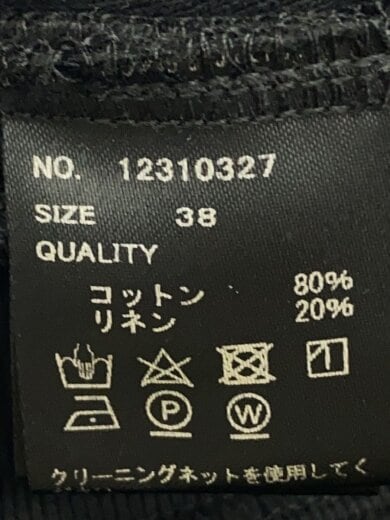 NO. 12310327
SIZE 38
QUALITY
コットン 80%
リネン 20%
P W
クリーニングネットを使用してく